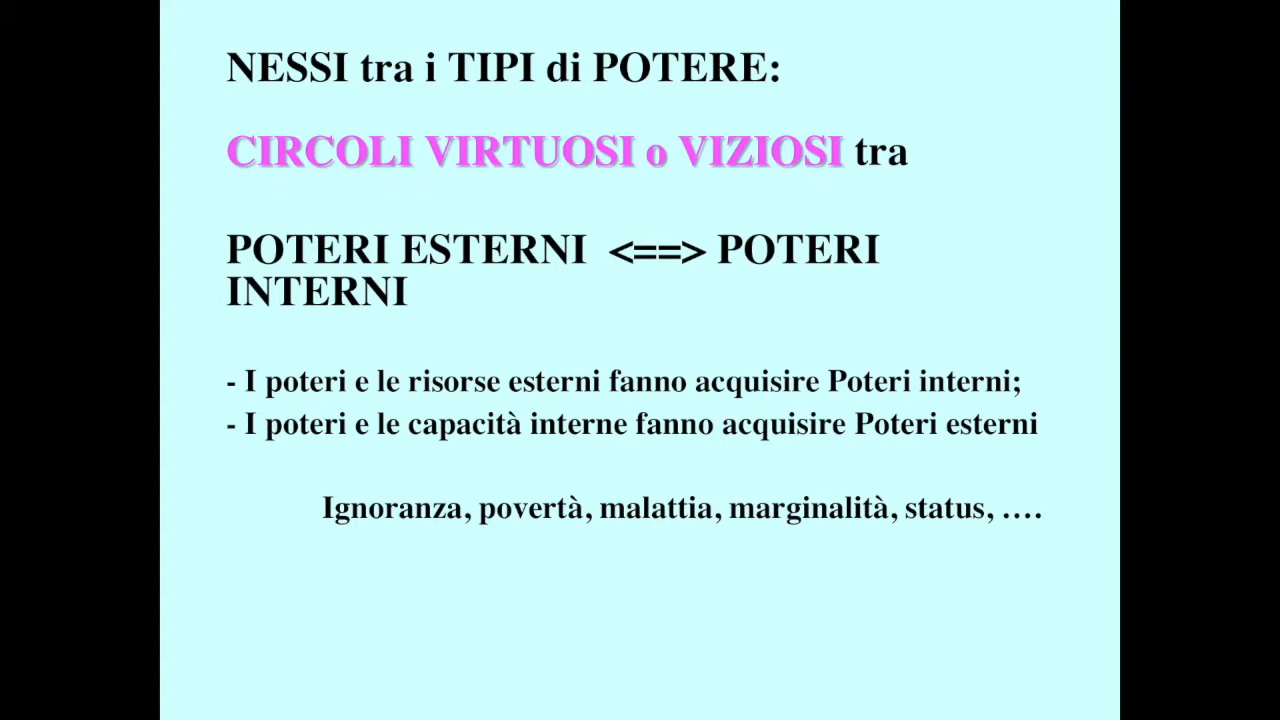 NESSI tra i TIPI di POTERE:
CIRCOLI VIRTUOSI o VIZIOSI tra
POTERI ESTERNI <==> POTERI
INTERNI
- I poteri e le risorse esterni fanno acquisire Poteri interni;
- I poteri e le capacità interne fanno acquisire Poteri esterni
Ignoranza, povertà, malattia, marginalità, status, ….